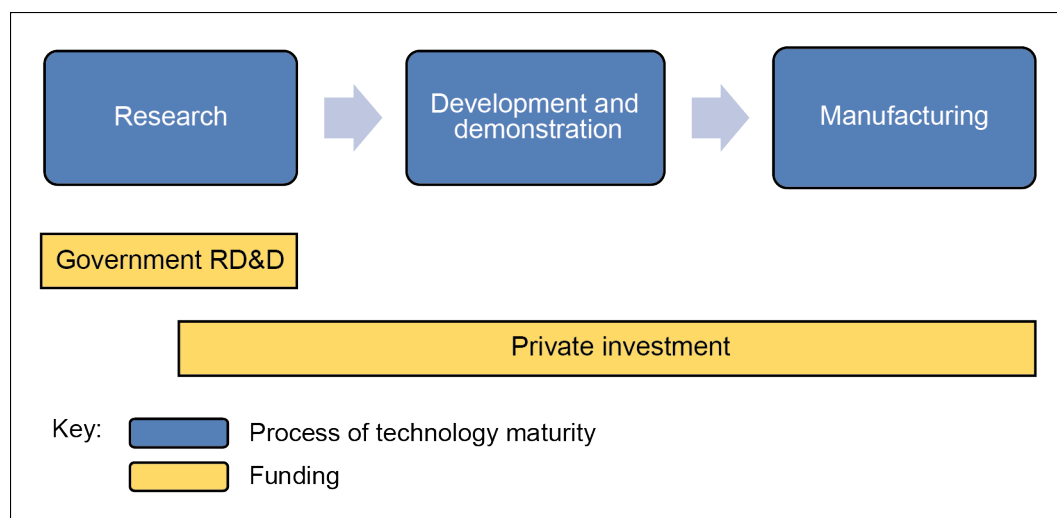 Research
Development and
demonstration
Manufacturing
Government RD&D
Private investment
Key:
Process of technology maturity
Funding